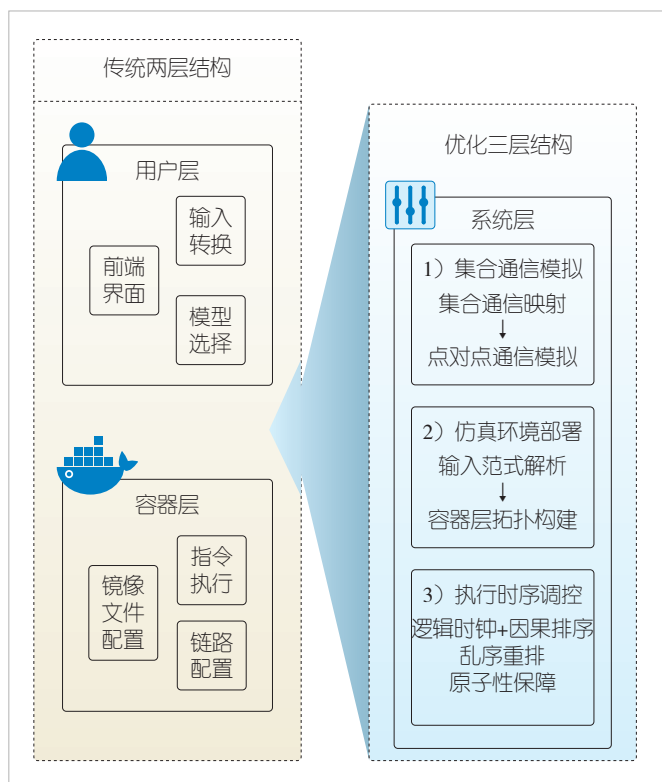 传统两层结构
用户层
输入
转换
前端
界面
模型
选择
容器层
指令
执行
镜像
文件
配置
链路
配置
优化三层结构
系统层
1）集合通信模拟
集合通信映射
点对点通信模拟
2）仿真环境部署
输入范式解析
容器层拓扑构建
3）执行时序调控
逻辑时钟+因果排序
乱序重排
原子性保障